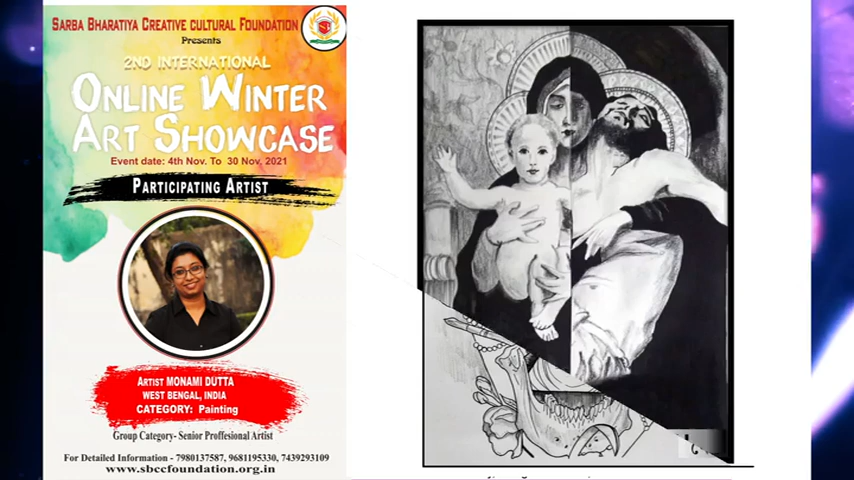 SARBA BHARATIYA CREATIVE CULTURAL FOUNDATION
Presents
2ND INTERNATIONAL
ONLINE WINTER
ART SHOWCASE
Event date: 4th Nov. To 30 Nov. 2021
PARTICIPATING ARTIST
ARTIST MONAMI DUTTA
WEST BENGAL, INDIA
CATEGORY: Painting
Group Category- Senior Proffesional Artist
For Detailed Information - 7980137587, 9681195330, 7439293109
www.sbccfoundation.org.in